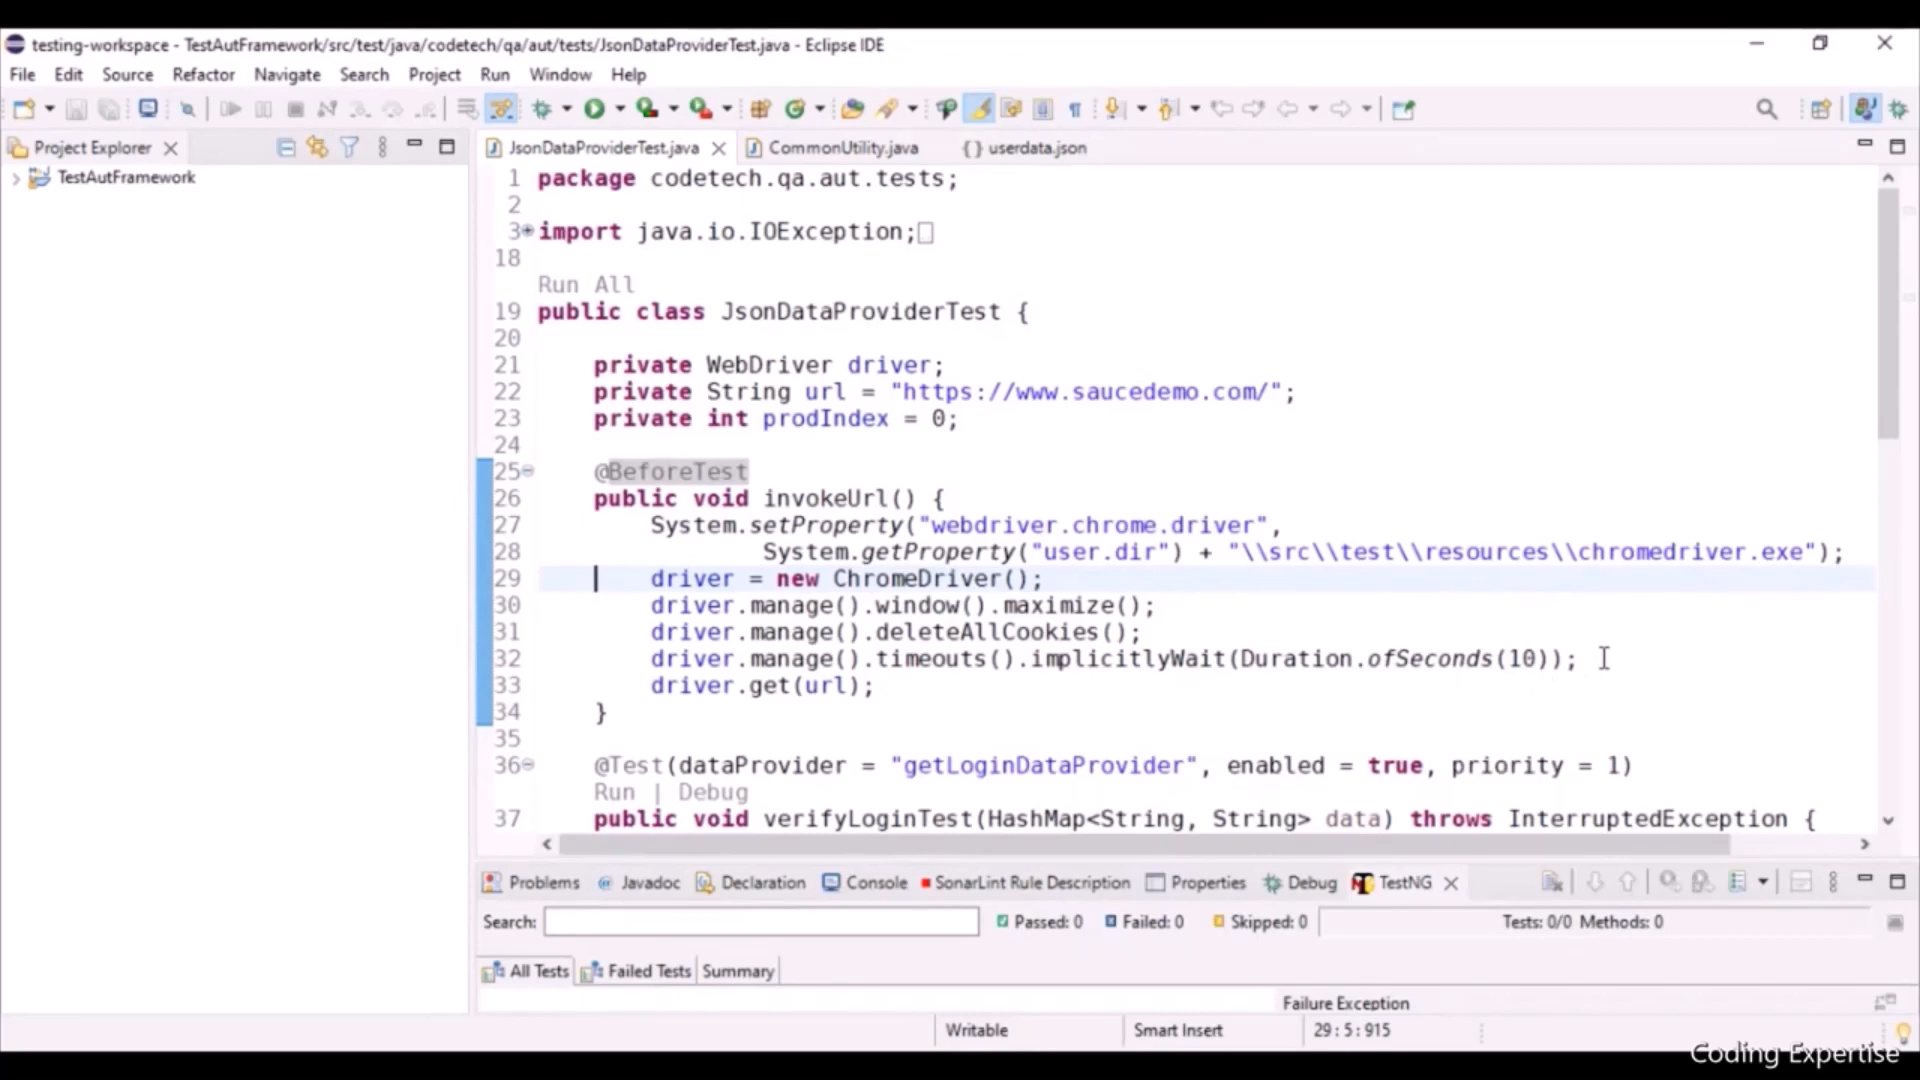 testing-workspace - TestAutFramework/src/test/java/codetech/qa/aut/tests/JsonDataProviderTest.java - Eclipse IDE
File Edit Source Refactor Navigate Search Project Run Window Help
Project Explorer
JsonDataProviderTest.java CommonUtility.java userdata.json
TestAutFramework
1 package codetech.qa.aut.tests;
2
3 import java.io.IOException;
18
Run All
19 public class JsonDataProviderTest {
20
21 private WebDriver driver;
22 private String url = "https://www.saucedemo.com/";
23 private int prodIndex = 0;
24
25 @BeforeTest
26 public void invokeUrl() {
27 System.setProperty("webdriver.chrome.driver",
28 System.getProperty("user.dir") + "\\src\\test\\resources\\chromedriver.exe");
29 driver = new ChromeDriver();
30 driver.manage().window().maximize();
31 driver.manage().deleteAllCookies();
32 driver.manage().timeouts().implicitlyWait(Duration.ofSeconds(10));
33 driver.get(url);
34 }
35
36 @Test(dataProvider = "getLoginDataProvider", enabled = true, priority = 1)
Run | Debug
37 public void verifyLoginTest(HashMap<String, String> data) throws InterruptedException {
Problems Javadoc Declaration Console SonarLint Rule Description Properties Debug TestNG
Search: Passed: 0 Failed: 0 Skipped: 0 Tests: 0/0 Methods: 0
All Tests Failed Tests Summary
Failure Exception
Writable Smart Insert 29 : 5 : 915
Coding Expertise